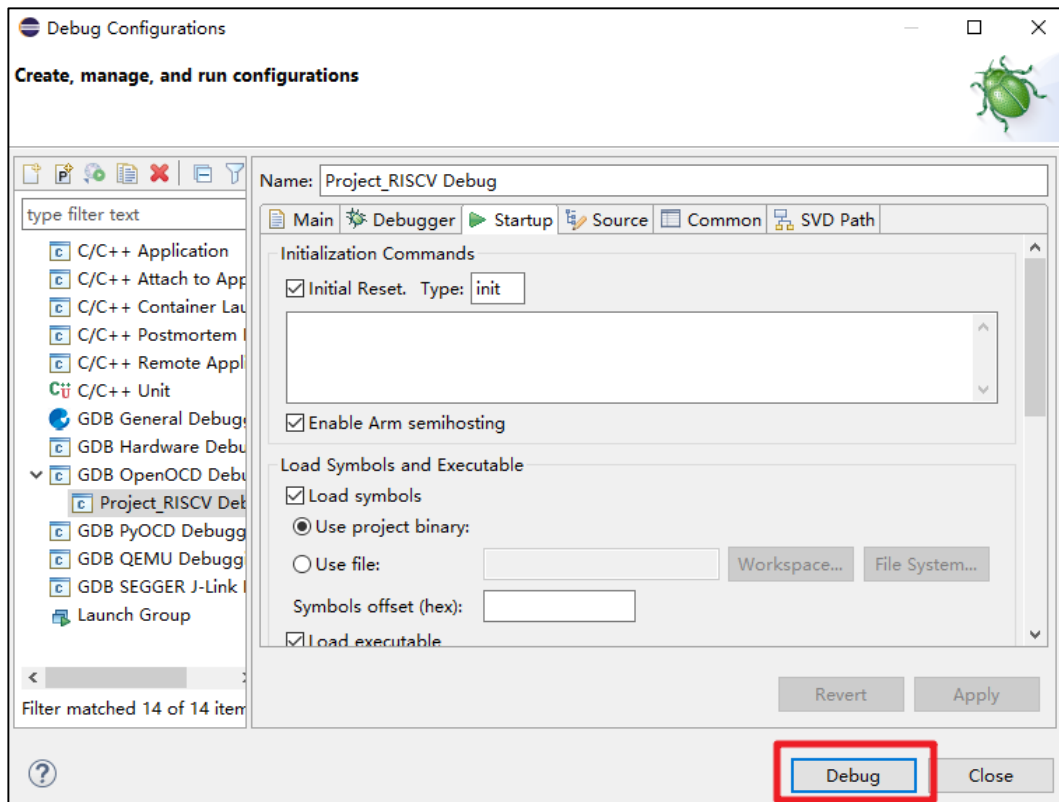 Debug Configurations
Create, manage, and run configurations
Name: Project_RISCV Debug
type filter text
Main Debugger Startup Source Common SVD Path
C/C++ Application
C/C++ Attach to App
C/C++ Container Lau
C/C++ Postmortem
C/C++ Remote Appli
C/C++ Unit
GDB General Debug
GDB Hardware Debu
GDB OpenOCD Debu
Project_RISCV Deb
GDB PyOCD Debugg
GDB QEMU Debuggi
GDB SEGGER J-Link
Launch Group
Filter matched 14 of 14 item
Initialization Commands
Initial Reset. Type: init
Enable Arm semihosting
Load Symbols and Executable
Load symbols
Use project binary:
Use file: Workspace... File System...
Symbols offset (hex):
Load executable
Revert Apply
Debug Close